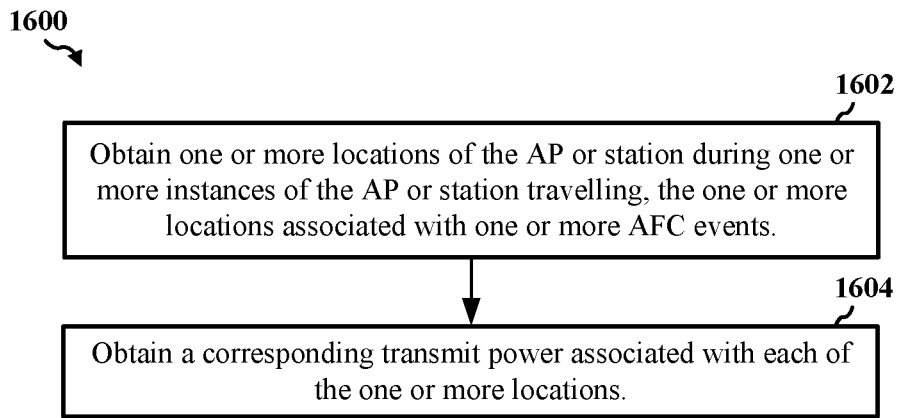 1600
1602
Obtain one or more locations of the AP or station during one or
more instances of the AP or station travelling, the one or more
locations associated with one or more AFC events.
1604
Obtain a corresponding transmit power associated with each of
the one or more locations.